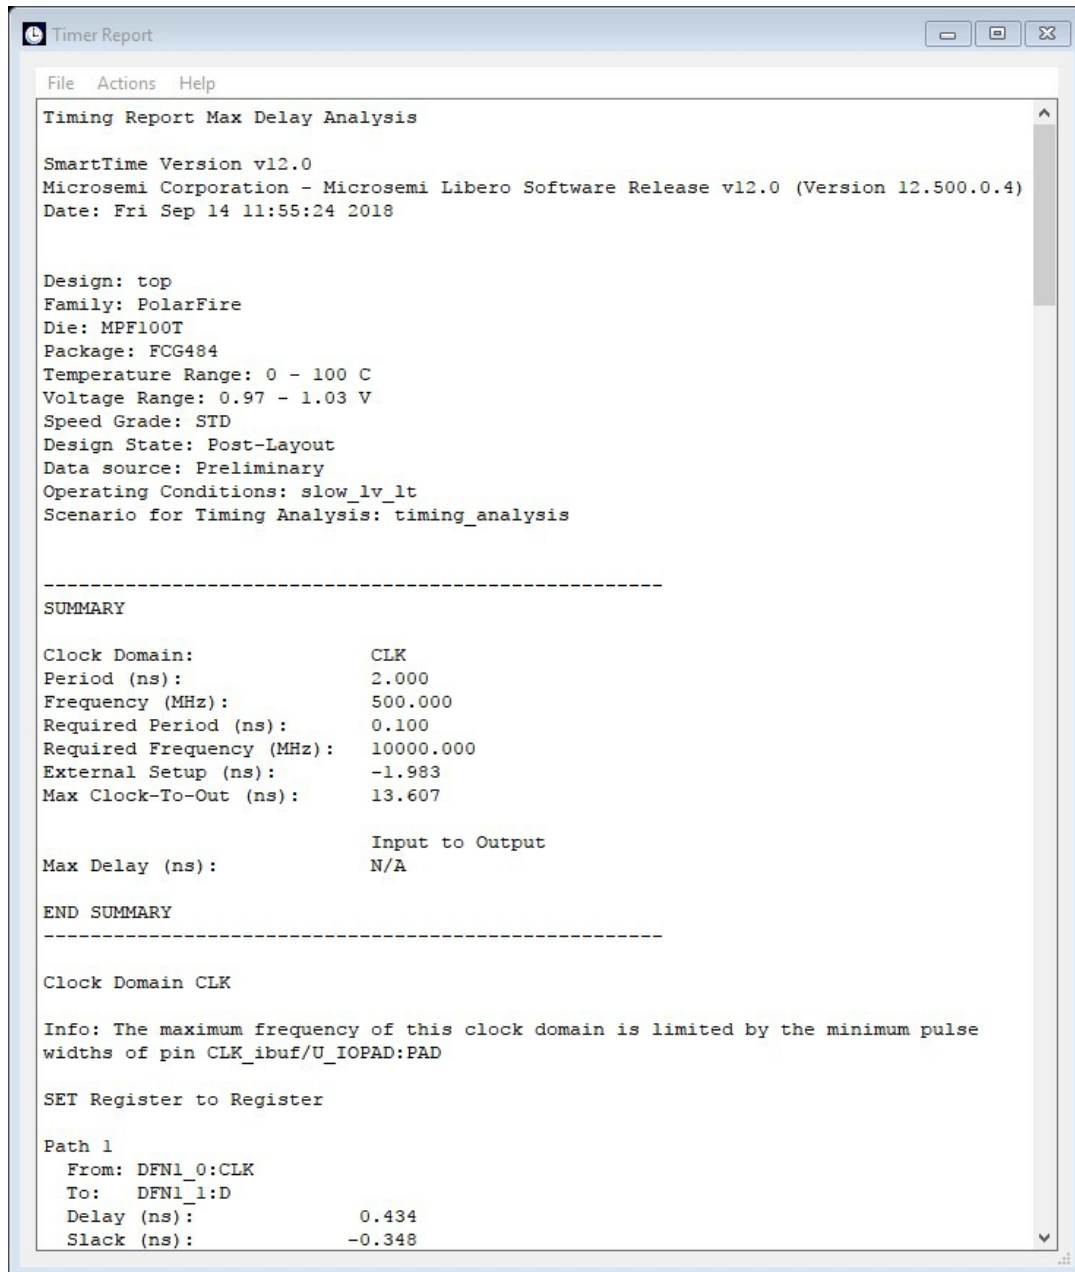 Timer Report
File Actions Help
Timing Report Max Delay Analysis
SmartTime Version v12.0
Microsemi Corporation - Microsemi Libero Software Release v12.0 (Version 12.500.0.4)
Date: Fri Sep 14 11:55:24 2018
Design: top
Family: PolarFire
Die: MPF100T
Package: FCG484
Temperature Range: 0 - 100 C
Voltage Range: 0.97 - 1.03 V
Speed Grade: STD
Design State: Post-Layout
Data source: Preliminary
Operating Conditions: slow_lv_lt
Scenario for Timing Analysis: timing_analysis
-----------------------------------------------------
SUMMARY
Clock Domain: CLK
Period (ns): 2.000
Frequency (MHz): 500.000
Required Period (ns): 0.100
Required Frequency (MHz): 10000.000
External Setup (ns): -1.983
Max Clock-To-Out (ns): 13.607
Input to Output
Max Delay (ns): N/A
END SUMMARY
-----------------------------------------------------
Clock Domain CLK
Info: The maximum frequency of this clock domain is limited by the minimum pulse
widths of pin CLK_ibuf/U_IOPAD:PAD
SET Register to Register
Path 1
From: DFN1_0:CLK
To: DFN1_1:D
Delay (ns): 0.434
Slack (ns): -0.348